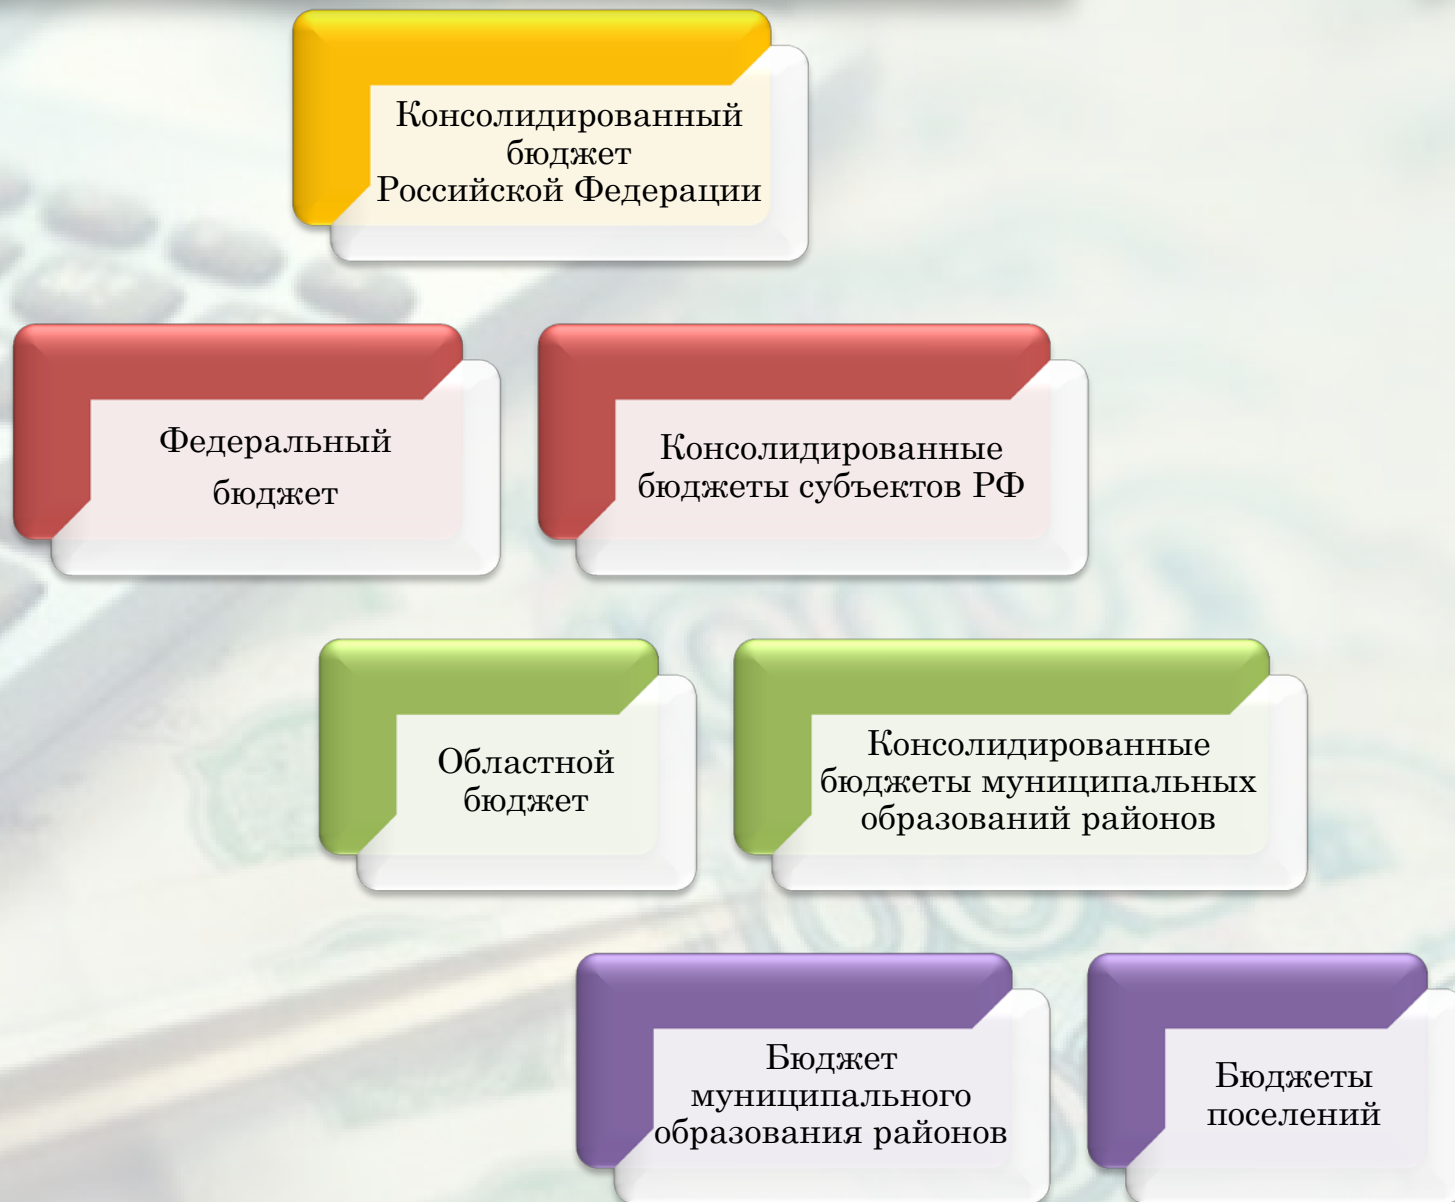 Консолидированный
бюджет
Российской Федерации
Федеральный
бюджет
Консолидированные
бюджеты субъектов РФ
Областной
бюджет
Консолидированные
бюджеты муниципальных
образований районов
Бюджет
муниципального
образования районов
Бюджеты
поселений